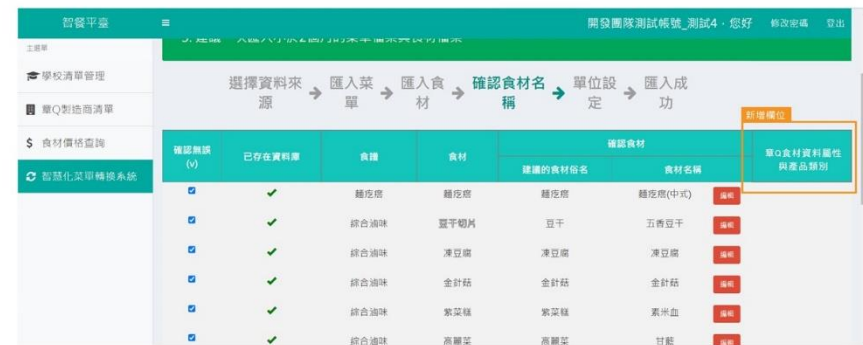 智餐平臺
開發團隊測試帳號_測試4，您好 修改密碼 登出
主選單
學校清單管理
章Q製造商清單
食材價格查詢
智慧化菜單轉換系統
選擇資料來源 → 匯入菜單 → 匯入食材 → 確認食材名稱 → 單位設定 → 匯入成功
新增欄位
確認無誤(v) 已存在資料庫 食譜 食材 確認食材 章Q食材資料屬性與產品類別
建議的食材俗名 食材名稱
麵疙瘩 麵疙瘩 麵疙瘩 麵疙瘩(中式) 編輯
綜合滷味 豆干切片 豆干 五香豆干 編輯
綜合滷味 凍豆腐 凍豆腐 凍豆腐 編輯
綜合滷味 金針菇 金針菇 金針菇 編輯
綜合滷味 紫菜糕 紫菜糕 素米血 編輯
綜合滷味 高麗菜 高麗菜 甘藍 編輯